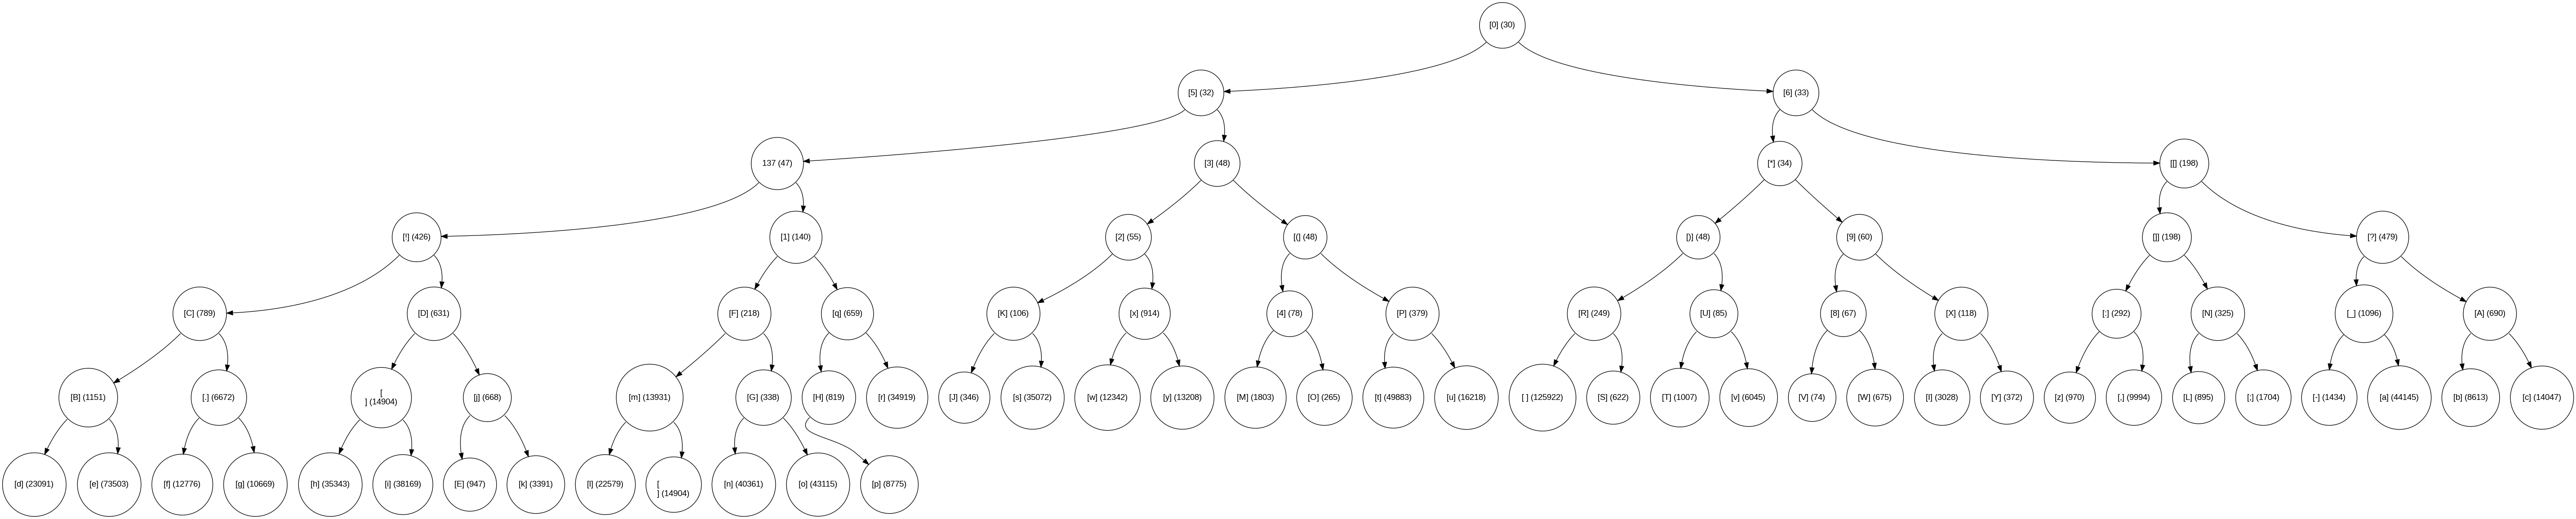 [0] (30)
[5] (32)
[6] (33)
137 (47)
[3] (48)
[*] (34)
[[] (198)
[!] (426)
[1] (140)
[2] (55)
[(] (48)
[)] (48)
[9] (60)
[]] (198)
[?] (479)
[C] (789)
[D] (631)
[F] (218)
[q] (659)
[K] (106)
[x] (914)
[4] (78)
[P] (379)
[R] (249)
[U] (85)
[8] (67)
[X] (118)
[:] (292)
[N] (325)
[_] (1096)
[A] (690)
[B] (1151)
[.] (6672)
[
] (14904)
[j] (668)
[m] (13931)
[G] (338)
[H] (819)
[r] (34919)
[J] (346)
[s] (35072)
[w] (12342)
[y] (13208)
[M] (1803)
[O] (265)
[t] (49883)
[u] (16218)
[ ] (125922)
[S] (622)
[T] (1007)
[v] (6045)
[V] (74)
[W] (675)
[I] (3028)
[Y] (372)
[z] (970)
[,] (9994)
[L] (895)
[;] (1704)
[-] (1434)
[a] (44145)
[b] (8613)
[c] (14047)
[d] (23091)
[e] (73503)
[f] (12776)
[g] (10669)
[h] (35343)
[i] (38169)
[E] (947)
[k] (3391)
[l] (22579)
[
] (14904)
[n] (40361)
[o] (43115)
[p] (8775)